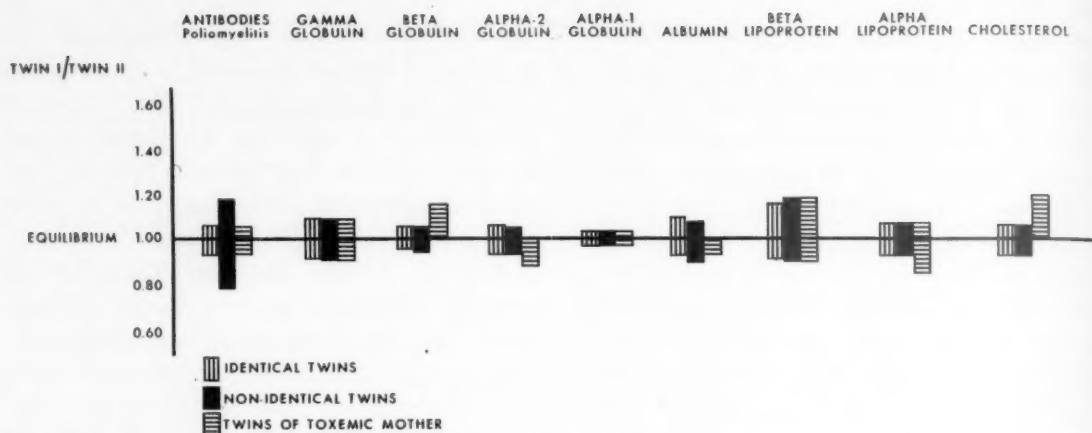 ANTIBODIES GAMMA BETA ALPHA-2 ALPHA-1 ALBUMIN BETA ALPHA CHOLESTEROL
Poliomyelitis GLOBULIN GLOBULIN GLOBULIN GLOBULIN LIPOPROTEIN LIPOPROTEIN
TWIN I/TWIN II
1.60
1.40
1.20
EQUILIBRIUM 1.00
0.80
0.60
IDENTICAL TWINS
NON-IDENTICAL TWINS
TWINS OF TOXEMIC MOTHER